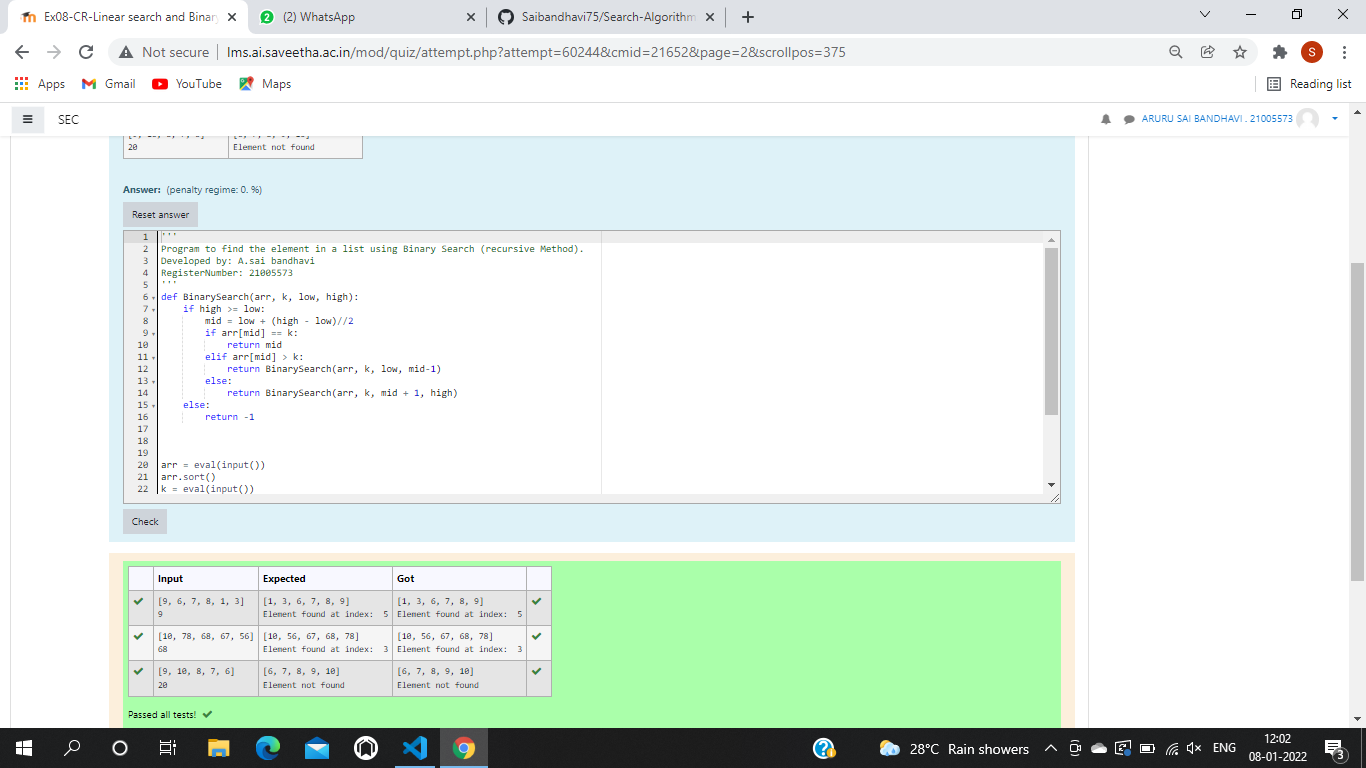 Ex08-CR-Linear search and Binar
2 (2) WhatsApp
Saibandhavi75/Search-Algorithm
Not secure lms.ai.saveetha.ac.in/mod/quiz/attempt.php?attempt=60244&cmid=21652&page=2&scrollpos=375
S
Apps Gmail YouTube Maps Reading list
SEC ARURU SAI BANDHAVI . 21005573
20 Element not found
Answer: (penalty regime: 0. %)
Reset answer
1 '''
2 Program to find the element in a list using Binary Search (recursive Method).
3 Developed by: A.sai bandhavi
4 RegisterNumber: 21005573
5 '''
6 def BinarySearch(arr, k, low, high):
7 if high >= low:
8 mid = low + (high - low)//2
9 if arr[mid] == k:
10 return mid
11 elif arr[mid] > k:
12 return BinarySearch(arr, k, low, mid-1)
13 else:
14 return BinarySearch(arr, k, mid + 1, high)
15 else:
16 return -1
17
18
19
20 arr = eval(input())
21 arr.sort()
22 k = eval(input())
Check
Input Expected Got
[9, 6, 7, 8, 1, 3] [1, 3, 6, 7, 8, 9] [1, 3, 6, 7, 8, 9]
9 Element found at index: 5 Element found at index: 5
[10, 78, 68, 67, 56] [10, 56, 67, 68, 78] [10, 56, 67, 68, 78]
68 Element found at index: 3 Element found at index: 3
[9, 10, 8, 7, 6] [6, 7, 8, 9, 10] [6, 7, 8, 9, 10]
20 Element not found Element not found
Passed all tests!
28°C Rain showers ENG 12:02
08-01-2022 3